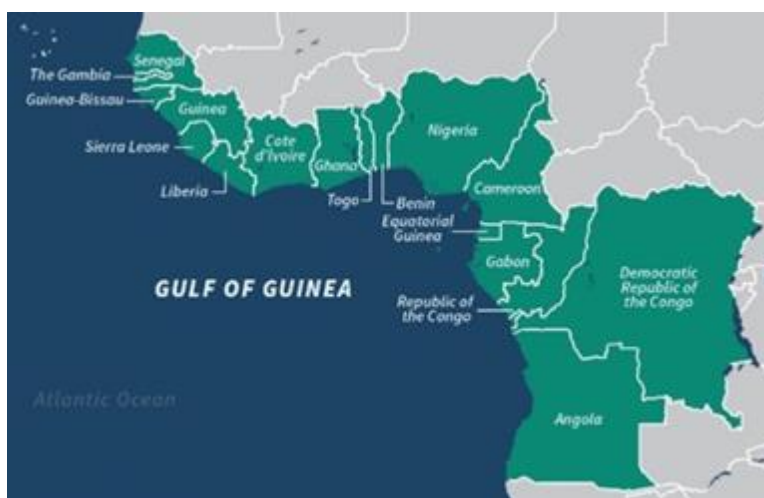 Senegal
The Gambia
Guinea-Bissau
Guinea
Sierra Leone
Liberia
Cote
d'Ivoire
Ghana
Togo
Benin
Nigeria
Cameroon
Equatorial
Guinea
Gabon
Republic of
the Congo
Democratic
Republic of
the Congo
Angola
GULF OF GUINEA
Atlantic Ocean